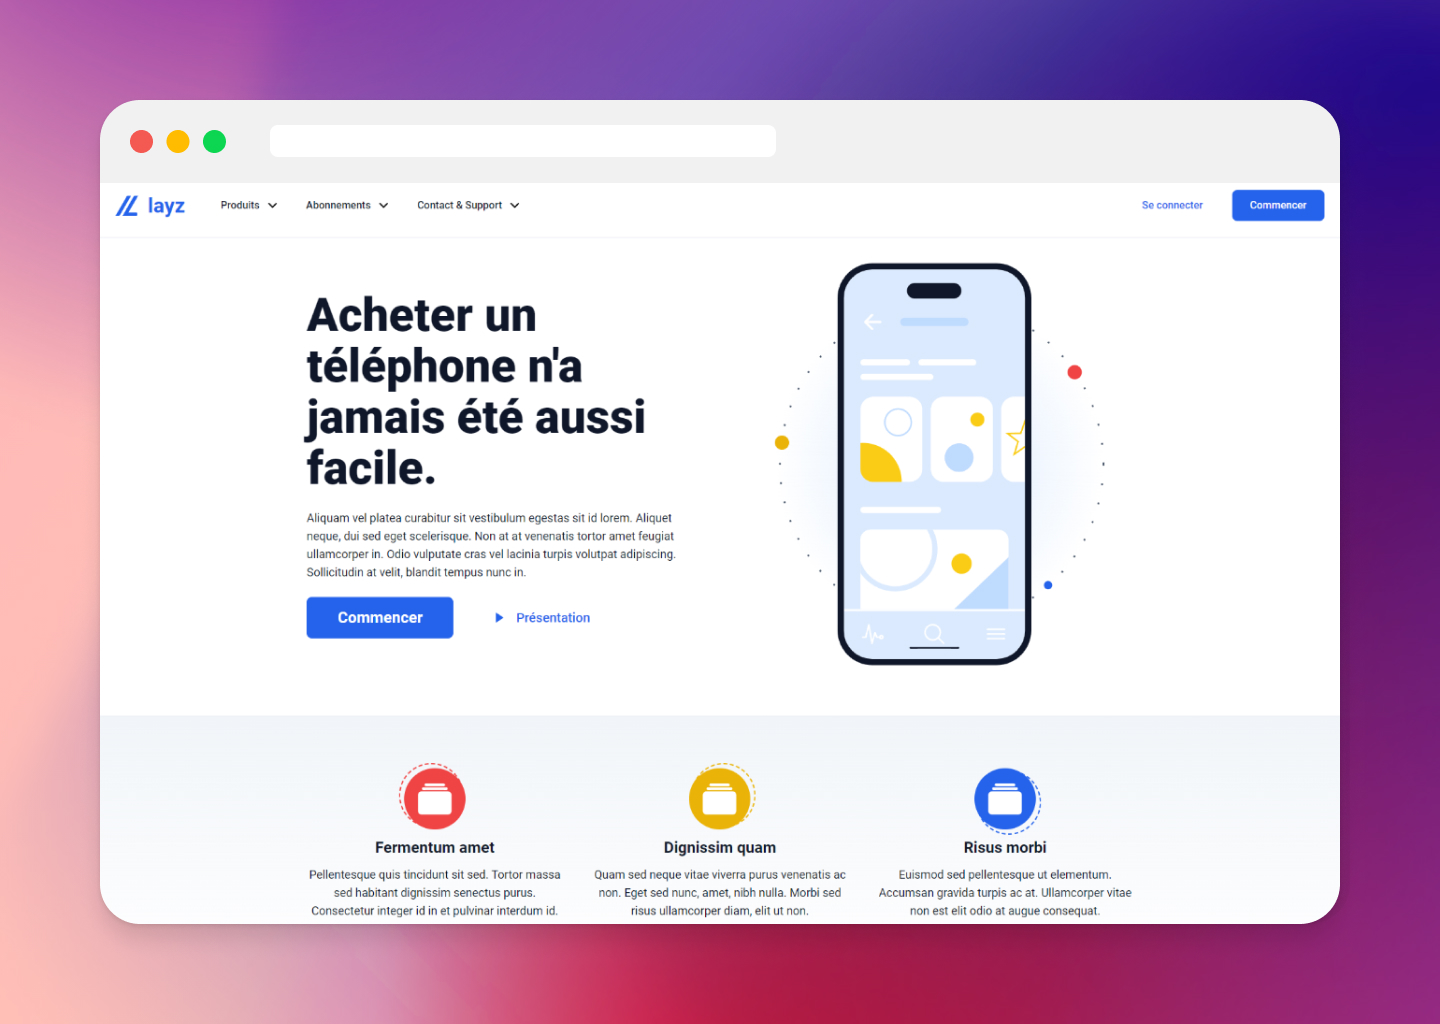 layz
Produits
Abonnements
Contact & Support
Se connecter
Commencer
Acheter un
téléphone n'a
jamais été aussi
facile.
Aliquam vel platea curabitur sit vestibulum egestas sit id lorem. Aliquet
neque, dui sed eget scelerisque. Non at at venenatis tortor amet feugiat
ullamcorper in. Odio vulputate cras vel lacinia turpis volutpat adipiscing.
Sollicitudin at velit, blandit tempus nunc in.
Commencer
Présentation
Fermentum amet
Pellentesque quis tincidunt sit sed. Tortor massa
sed habitant dignissim senectus purus.
Consectetur integer id in et pulvinar interdum id.
Dignissim quam
Quam sed neque vitae viverra purus venenatis ac
non. Eget sed nunc, amet, nibh nulla. Morbi sed
risus ullamcorper diam, elit ut non.
Risus morbi
Euismod sed pellentesque ut elementum.
Accumsan gravida turpis ac at. Ullamcorper vitae
non est elit odio at augue consequat.